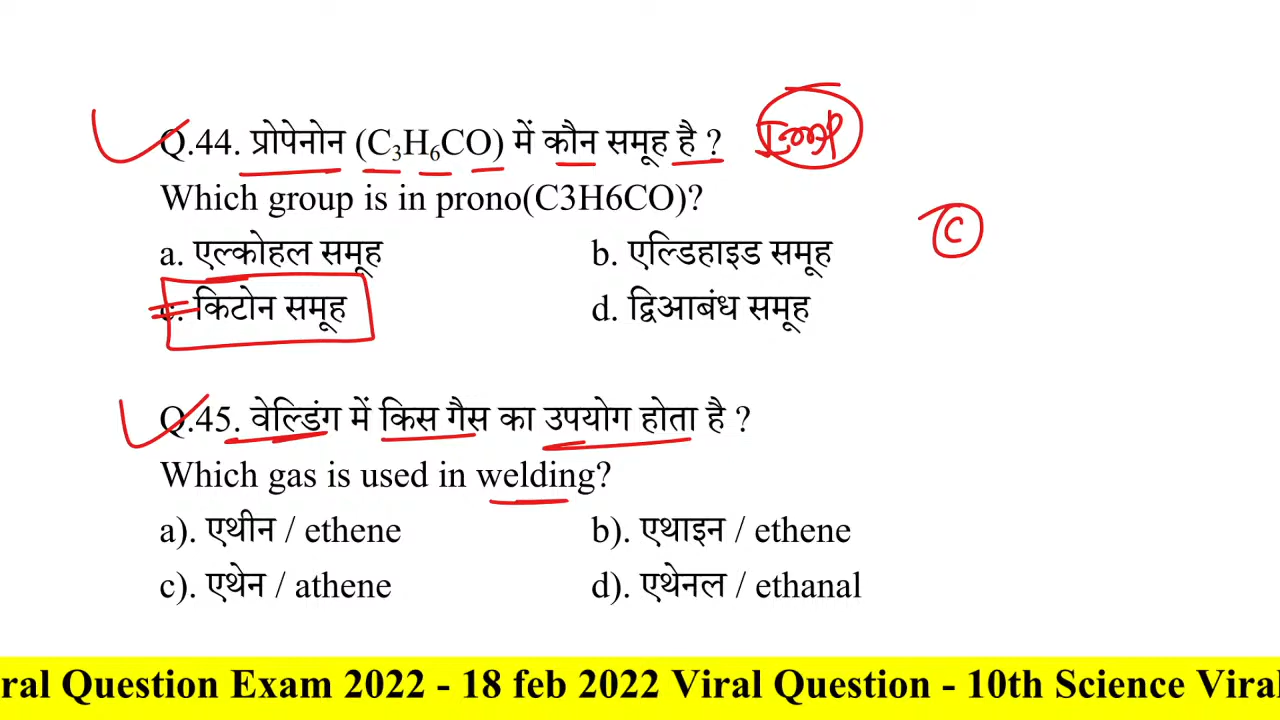 Q.44. प्रोपेनोन (C₃H₆CO) में कौन समूह है ?
Imp
Which group is in prono(C3H6CO)?
C
a. एल्कोहल समूह b. एल्डिहाइड समूह
c. किटोन समूह d. द्विआबंध समूह
Q.45. वेल्डिंग में किस गैस का उपयोग होता है ?
Which gas is used in welding?
a). एथीन / ethene b). एथाइन / ethene
c). एथेन / athene d). एथेनल / ethanal
ral Question Exam 2022 - 18 feb 2022 Viral Question - 10th Science Viral